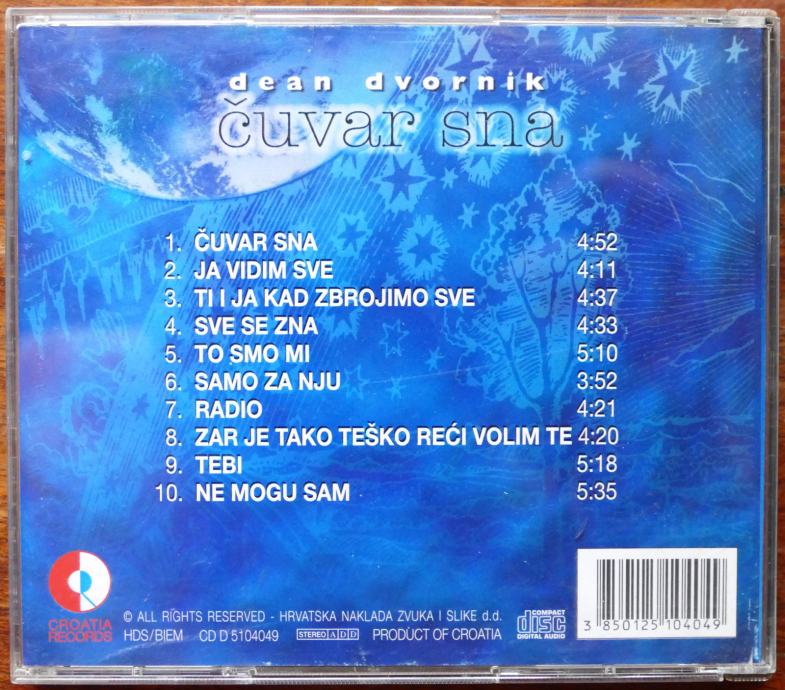 dean dvornik
čuvar sna
1. ČUVAR SNA 4:52
2. JA VIDIM SVE 4:11
3. TI I JA KAD ZBROJIMO SVE 4:37
4. SVE SE ZNA 4:33
5. TO SMO MI 5:10
6. SAMO ZA NJU 3:52
7. RADIO 4:21
8. ZAR JE TAKO TEŠKO REĆI VOLIM TE 4:20
9. TEBI 5:18
10. NE MOGU SAM 5:35
CROATIA
RECORDS
© ALL RIGHTS RESERVED - HRVATSKA NAKLADA ZVUKA I SLIKE d.d.
HDS/BIEM CD D 5104049 STEREO ADD PRODUCT OF CROATIA
COMPACT
disc
DIGITAL AUDIO
3 850125 104049